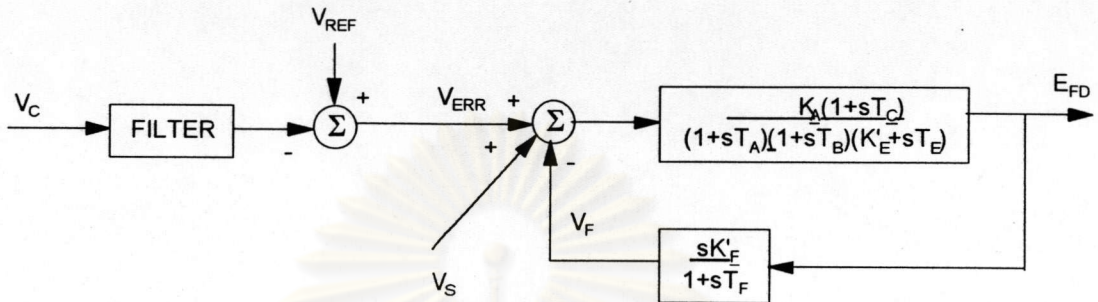 V_REF
V_C
FILTER
+
Σ
-
V_ERR
+
Σ
+
-
K_A(1+sT_C)
(1+sT_A)(1+sT_B)(K'_E+sT_E)
E_FD
V_S
V_F
sK'_F
1+sT_F